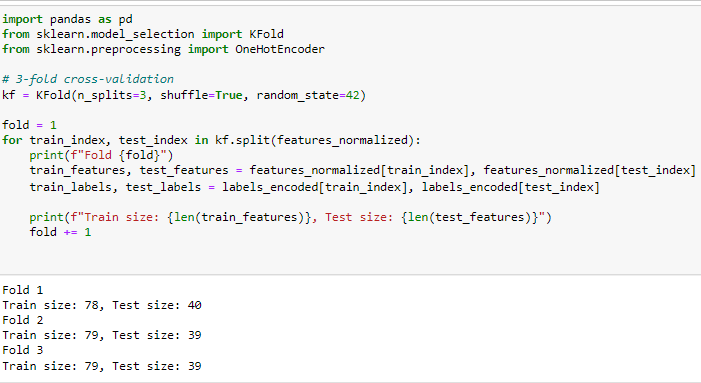 import pandas as pd
from sklearn.model_selection import KFold
from sklearn.preprocessing import OneHotEncoder
# 3-fold cross-validation
kf = KFold(n_splits=3, shuffle=True, random_state=42)
fold = 1
for train_index, test_index in kf.split(features_normalized):
    print(f"Fold {fold}")
    train_features, test_features = features_normalized[train_index], features_normalized[test_index]
    train_labels, test_labels = labels_encoded[train_index], labels_encoded[test_index]
    print(f"Train size: {len(train_features)}, Test size: {len(test_features)}")
    fold += 1
Fold 1
Train size: 78, Test size: 40
Fold 2
Train size: 79, Test size: 39
Fold 3
Train size: 79, Test size: 39